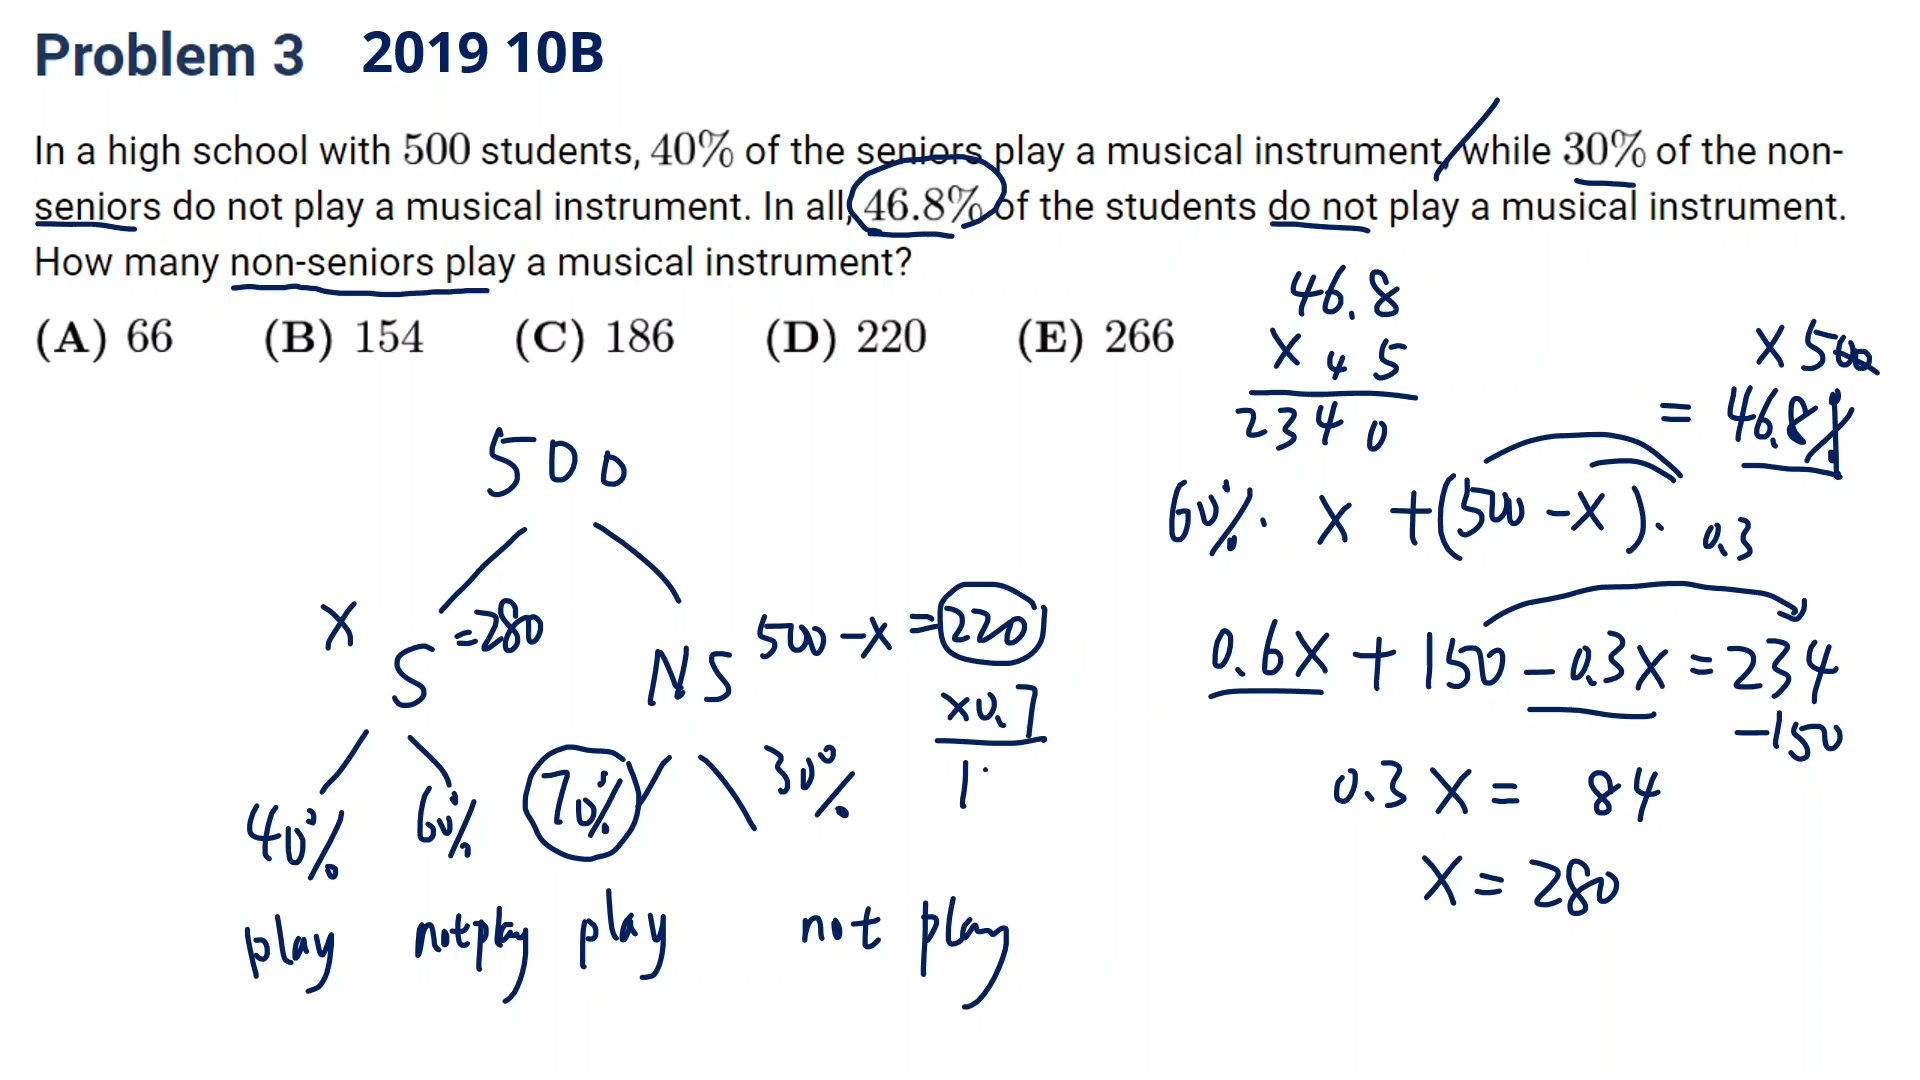 Problem 3 2019 10B
In a high school with 500 students, 40% of the seniors play a musical instrument, while 30% of the non-
seniors do not play a musical instrument. In all, 46.8% of the students do not play a musical instrument.
How many non-seniors play a musical instrument?
(A) 66 (B) 154 (C) 186 (D) 220 (E) 266
46.8
x 5
2340
x 500
= 46.8%
60% · x + (500 - x) · 0.3
0.6x + 150 - 0.3x = 234
-150
0.3x = 84
x = 280
500
x S = 280
NS 500 - x = 220
x0.7
1
40% 60% 70% 30%
play not play play not play